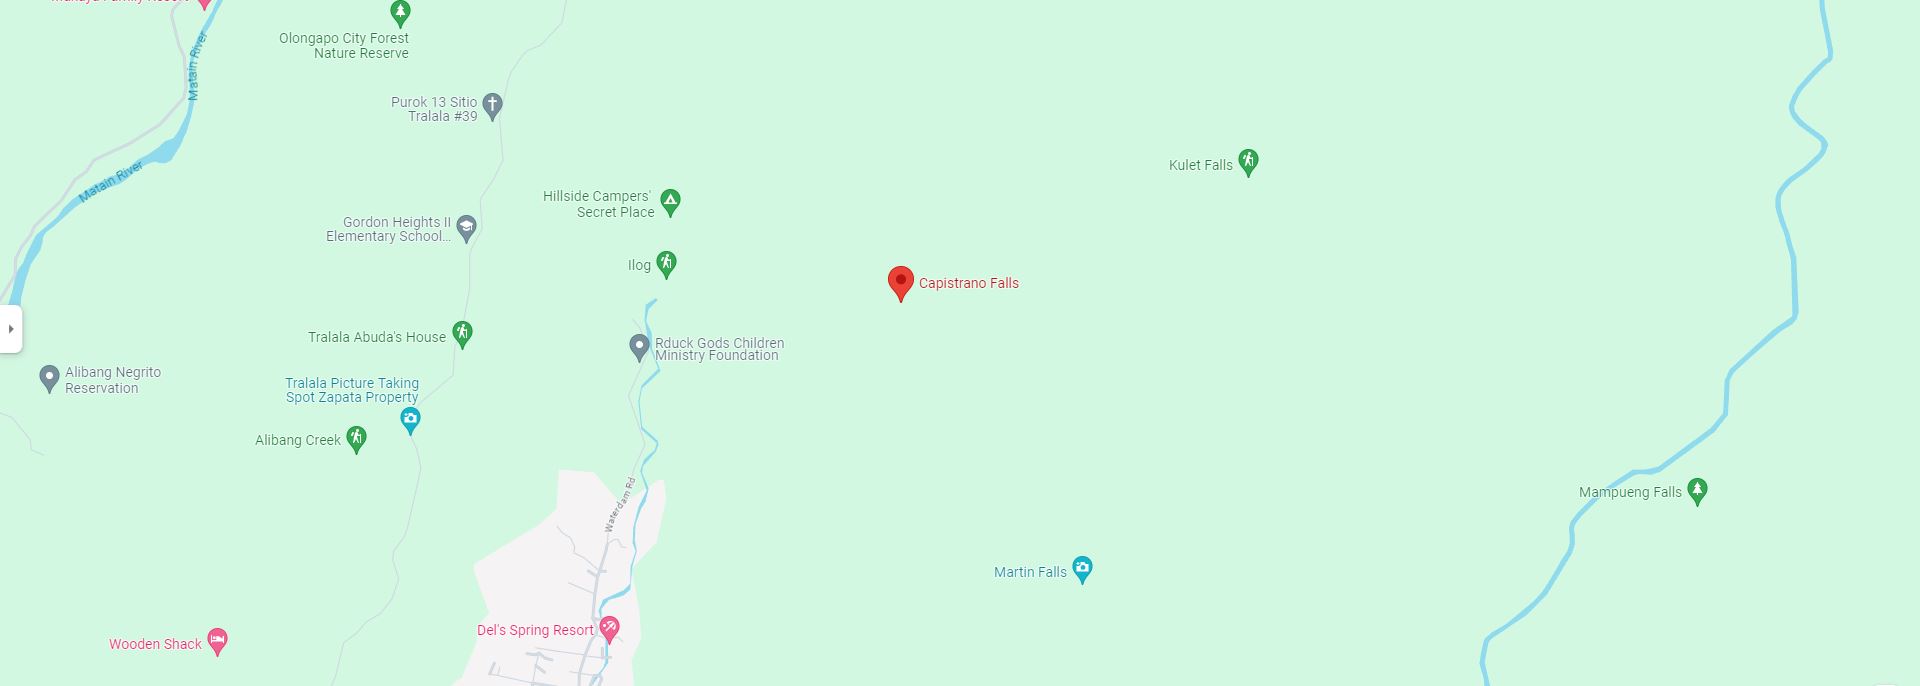 Olongapo City Forest
Nature Reserve
Matain River
Purok 13 Sitio
Tralala #39
Kulet Falls
Matain River
Hillside Campers'
Secret Place
Gordon Heights II
Elementary School...
Ilog
Capistrano Falls
Tralala Abuda's House
Rduck Gods Children
Ministry Foundation
Alibang Negrito
Reservation
Tralala Picture Taking
Spot Zapata Property
Alibang Creek
Waterdam Rd
Mampueng Falls
Martin Falls
Del's Spring Resort
Wooden Shack